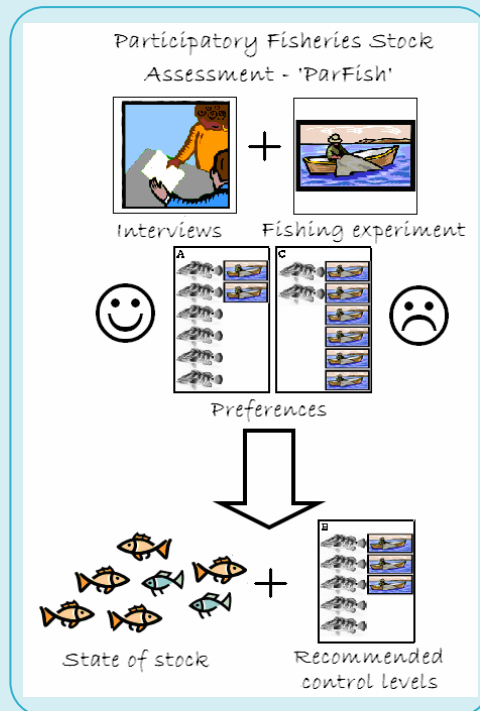 Participatory Fisheries Stock
Assessment - 'ParFish'
Interviews
Fishing experiment
A
C
Preferences
B
State of stock
Recommended
control levels